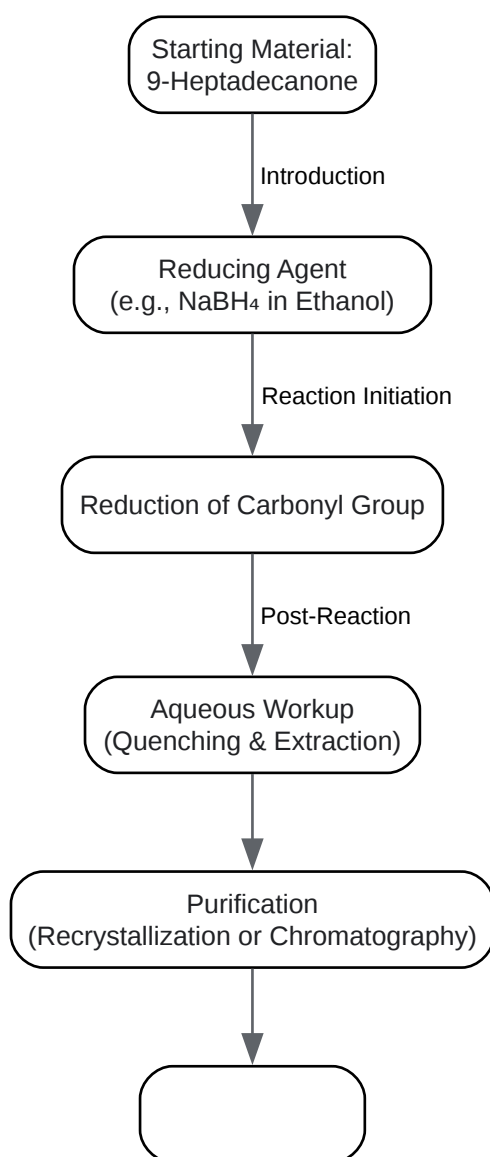 Starting Material:
9-Heptadecanone
Introduction
Reducing Agent
(e.g., NaBH₄ in Ethanol)
Reaction Initiation
Reduction of Carbonyl Group
Post-Reaction
Aqueous Workup
(Quenching & Extraction)
Purification
(Recrystallization or Chromatography)